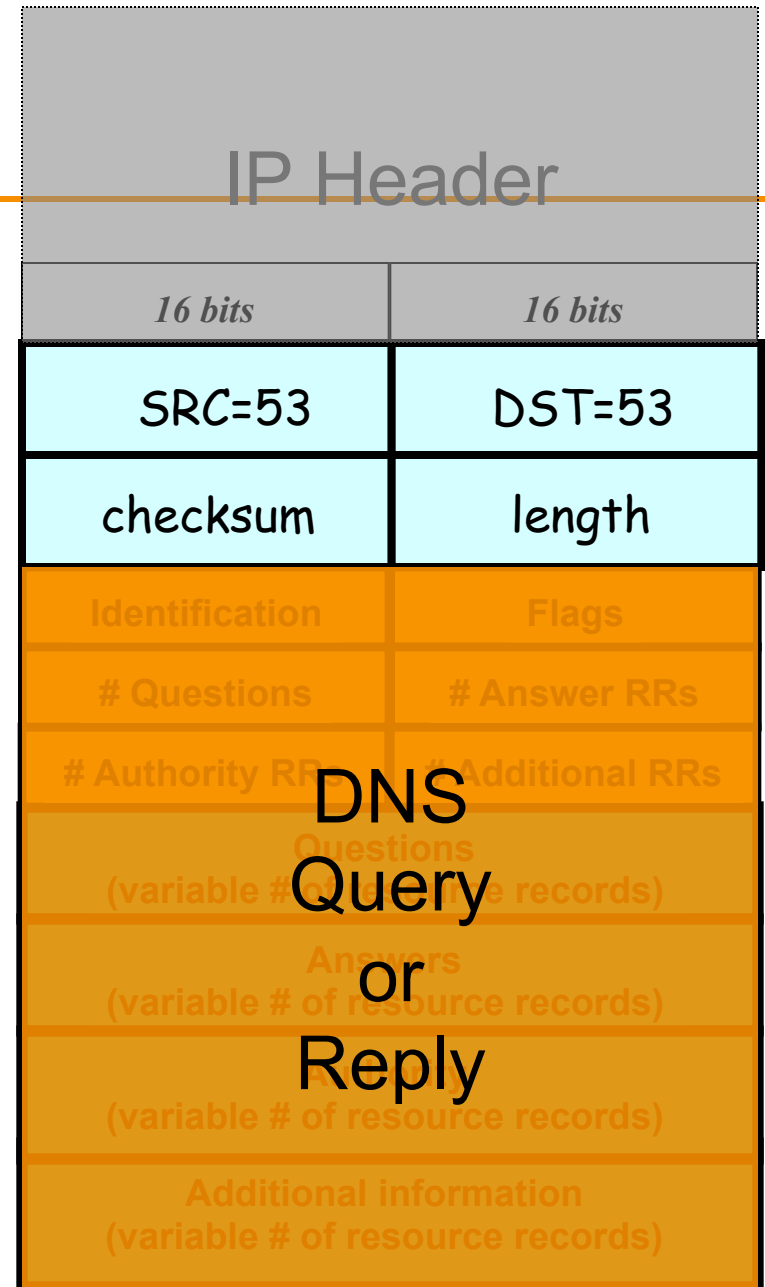 IP Header
16 bits 16 bits
SRC=53 DST=53
checksum length
Identification Flags
# Questions # Answer RRs
# Authority RRs # Additional RRs
DNS
Questions
Query
(variable # of resource records)
Answers
or
(variable # of resource records)
Reply
(variable # of resource records)
Additional information
(variable # of resource records)